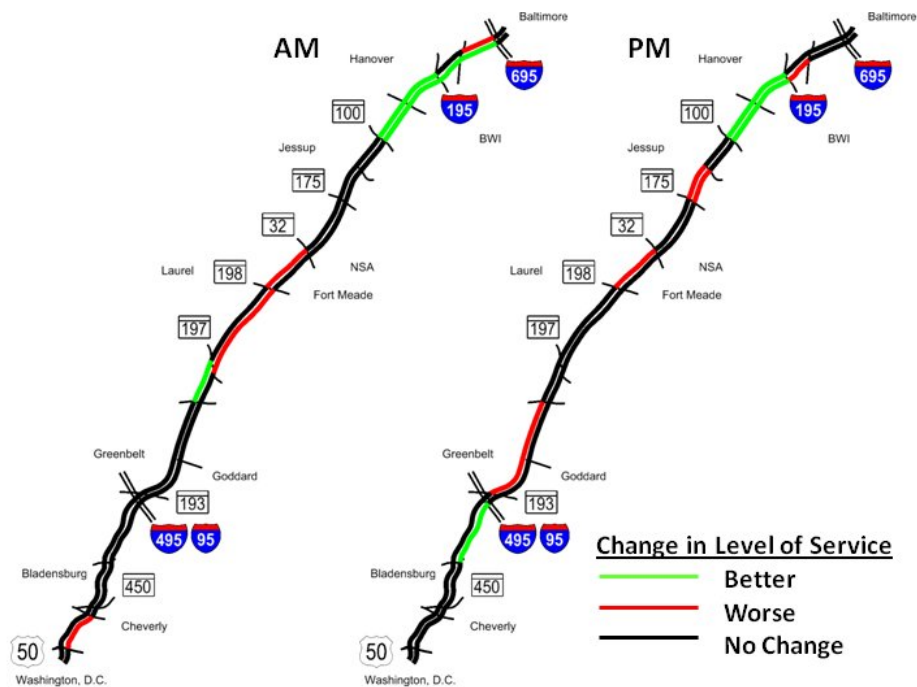 AM
Baltimore
Hanover
695
195
100
BWI
Jessup
175
32
NSA
Laurel
198
Fort Meade
197
Greenbelt
Goddard
193
495
95
Bladensburg
450
Cheverly
50
Washington, D.C.
PM
Baltimore
Hanover
695
195
100
BWI
Jessup
175
32
NSA
Laurel
198
Fort Meade
197
Greenbelt
Goddard
193
495
95
Bladensburg
450
Cheverly
50
Washington, D.C.
Change in Level of Service
Better
Worse
No Change